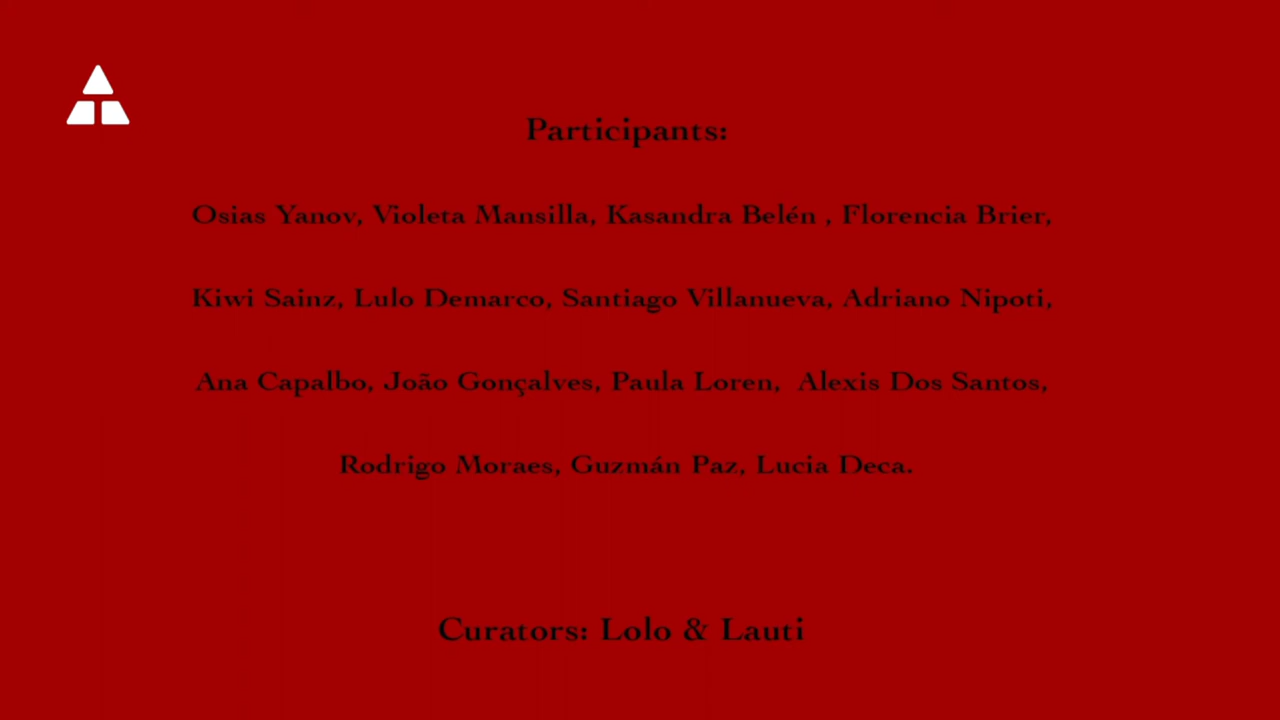 Participants:
Osias Yanov, Violeta Mansilla, Kasandra Belén , Florencia Brier,
Kiwi Sainz, Lulo Demarco, Santiago Villanueva, Adriano Nipoti,
Ana Capalbo, João Gonçalves, Paula Loren,  Alexis Dos Santos,
Rodrigo Moraes, Guzmán Paz, Lucia Deca.
Curators: Lolo & Lauti